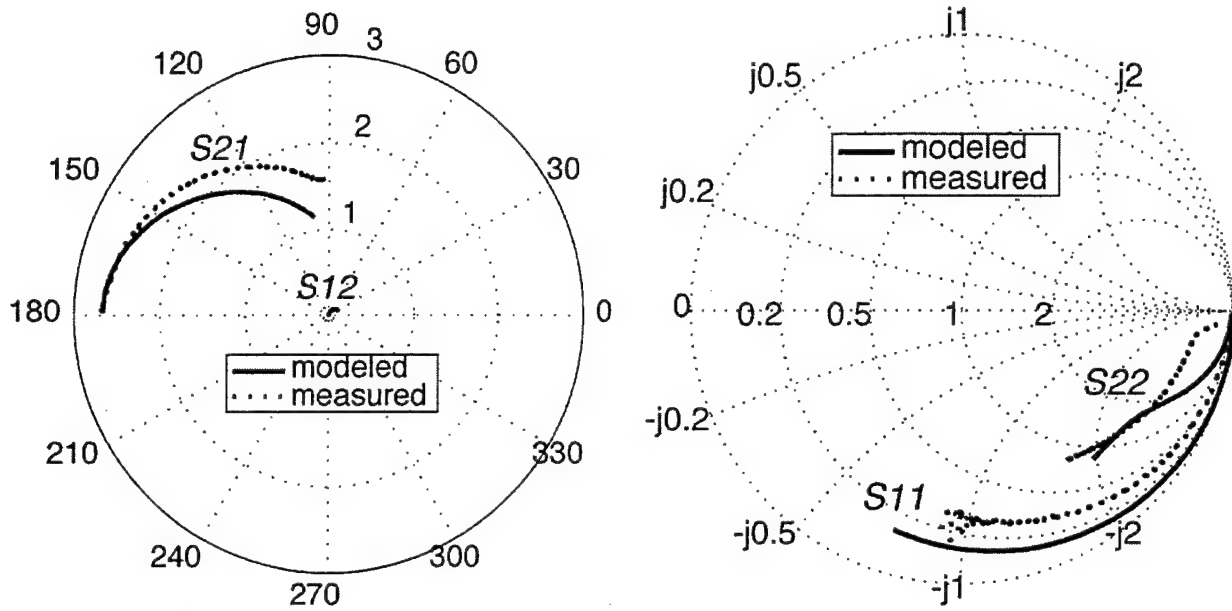 90
3
120
60
S21
2
150
30
1
S12
180
0
modeled
measured
210
330
240
300
270
j1
j0.5
j2
modeled
measured
j0.2
0
0.2
0.5
1
2
S22
-j0.2
S11
-j0.5
-j2
-j1